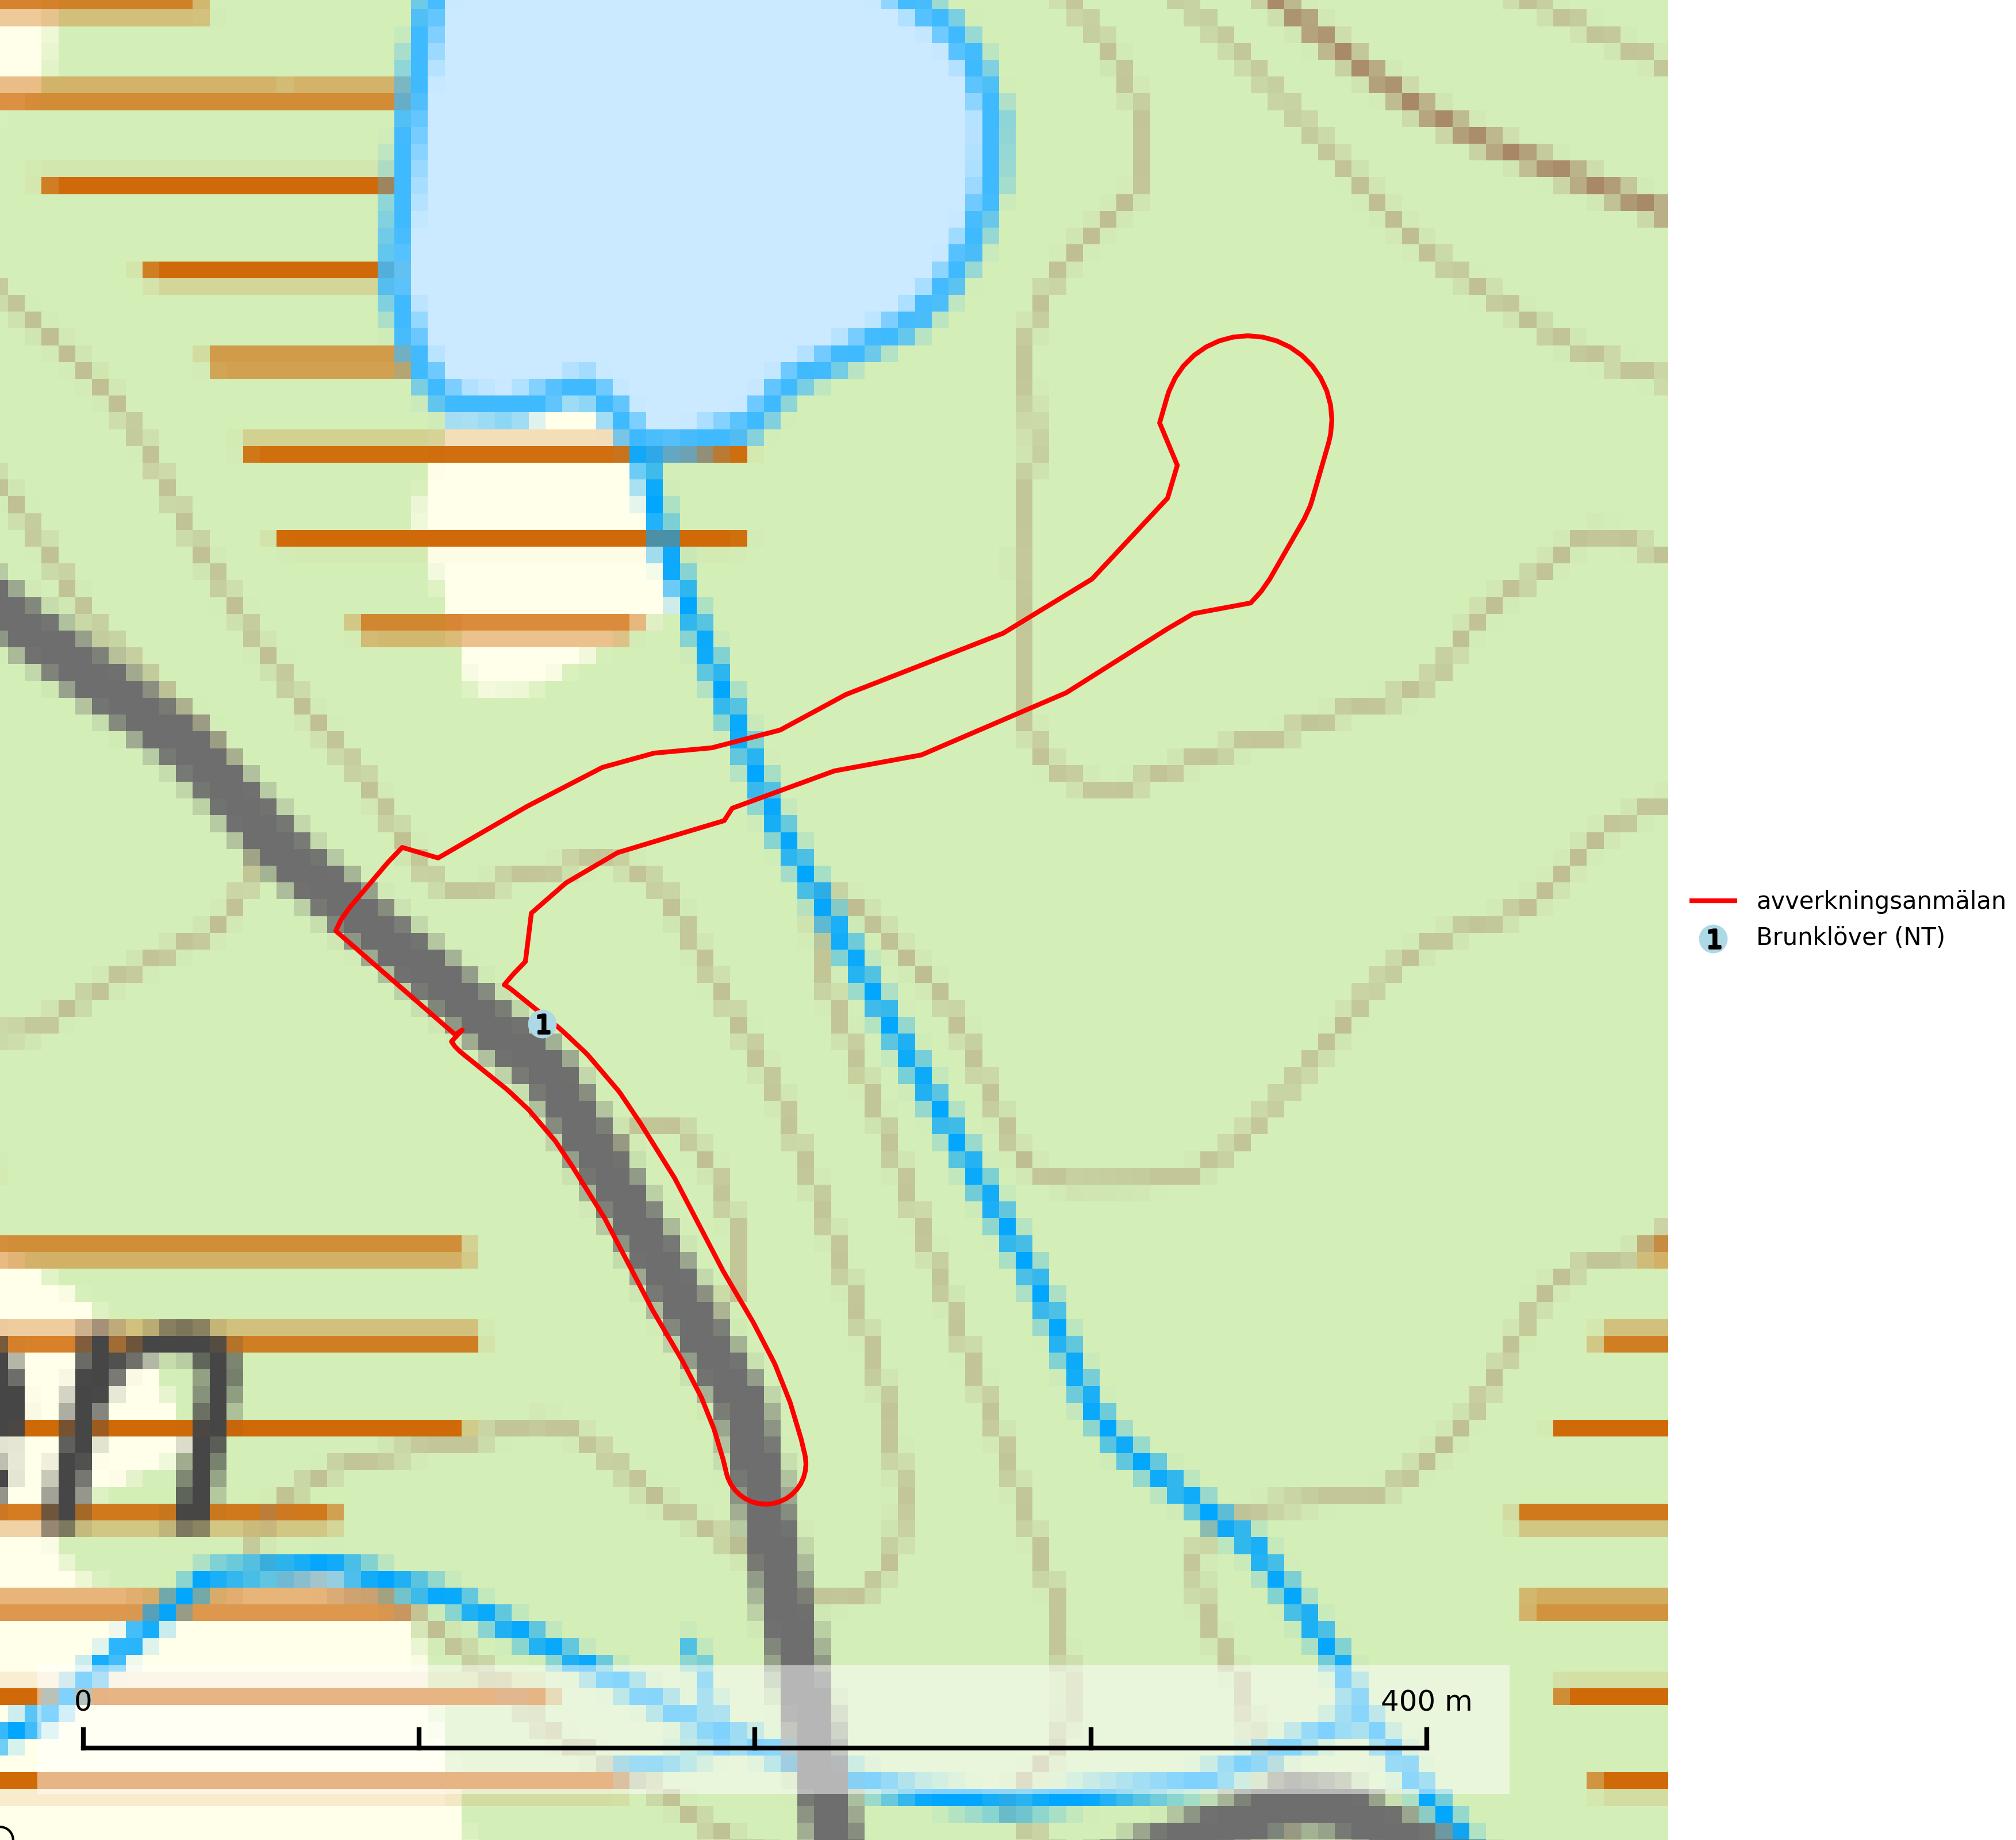 avverkningsanmälan
1 Brunklöver (NT)
1
0 400 m